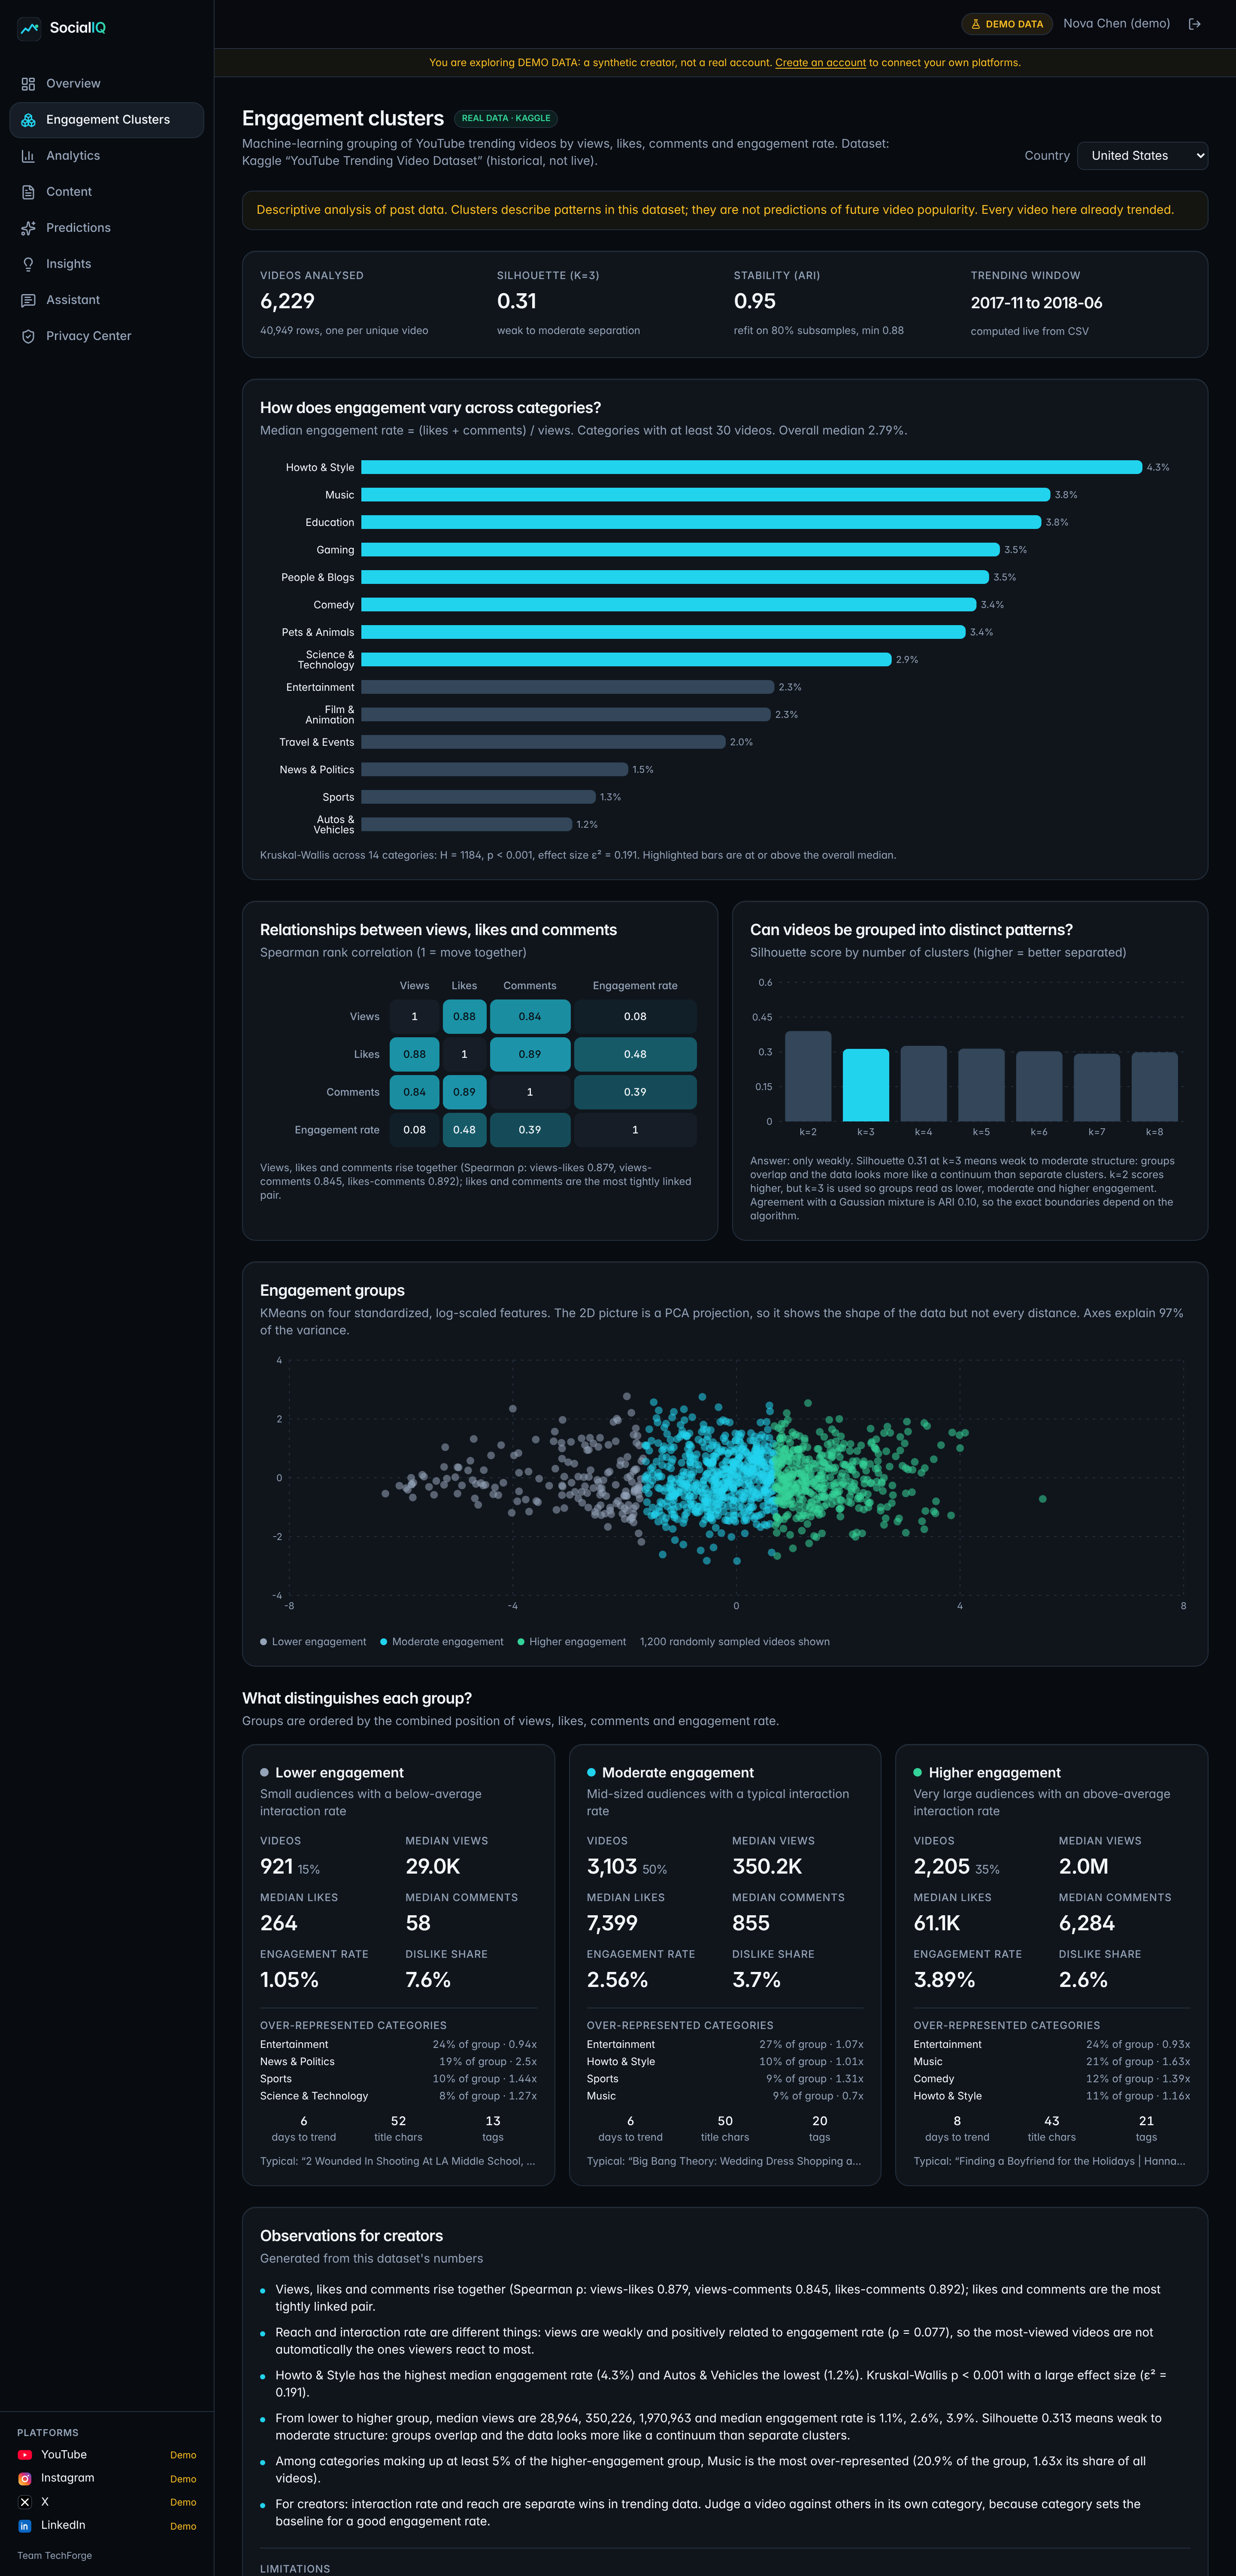 SocialIQ
Overview
Engagement Clusters
Analytics
Content
Predictions
Insights
Assistant
Privacy Center
DEMO DATA
Nova Chen (demo)
You are exploring DEMO DATA: a synthetic creator, not a real account. Create an account to connect your own platforms.
Engagement clusters
REAL DATA · KAGGLE
Machine-learning grouping of YouTube trending videos by views, likes, comments and engagement rate. Dataset:
Kaggle “YouTube Trending Video Dataset” (historical, not live).
Country
United States
Descriptive analysis of past data. Clusters describe patterns in this dataset; they are not predictions of future video popularity. Every video here already trended.
VIDEOS ANALYSED
6,229
40,949 rows, one per unique video
SILHOUETTE (K=3)
0.31
weak to moderate separation
STABILITY (ARI)
0.95
refit on 80% subsamples, min 0.88
TRENDING WINDOW
2017-11 to 2018-06
computed live from CSV
How does engagement vary across categories?
Median engagement rate = (likes + comments) / views. Categories with at least 30 videos. Overall median 2.79%.
Howto & Style 4.3%
Music 3.8%
Education 3.8%
Gaming 3.5%
People & Blogs 3.5%
Comedy 3.4%
Pets & Animals 3.4%
Science &
Technology 2.9%
Entertainment 2.3%
Film &
Animation 2.3%
Travel & Events 2.0%
News & Politics 1.5%
Sports 1.3%
Autos &
Vehicles 1.2%
Kruskal-Wallis across 14 categories: H = 1184, p < 0.001, effect size ε² = 0.191. Highlighted bars are at or above the overall median.
Relationships between views, likes and comments
Spearman rank correlation (1 = move together)
Views Likes Comments Engagement rate
Views 1 0.88 0.84 0.08
Likes 0.88 1 0.89 0.48
Comments 0.84 0.89 1 0.39
Engagement rate 0.08 0.48 0.39 1
Views, likes and comments rise together (Spearman ρ: views-likes 0.879, views-
comments 0.845, likes-comments 0.892); likes and comments are the most tightly linked
pair.
Can videos be grouped into distinct patterns?
Silhouette score by number of clusters (higher = better separated)
0.6
0.45
0.3
0.15
0
k=2 k=3 k=4 k=5 k=6 k=7 k=8
Answer: only weakly. Silhouette 0.31 at k=3 means weak to moderate structure: groups
overlap and the data looks more like a continuum than separate clusters. k=2 scores
higher, but k=3 is used so groups read as lower, moderate and higher engagement.
Agreement with a Gaussian mixture is ARI 0.10, so the exact boundaries depend on the
algorithm.
Engagement groups
KMeans on four standardized, log-scaled features. The 2D picture is a PCA projection, so it shows the shape of the data but not every distance. Axes explain 97%
of the variance.
4
2
0
-2
-4
-8 -4 0 4 8
Lower engagement Moderate engagement Higher engagement 1,200 randomly sampled videos shown
What distinguishes each group?
Groups are ordered by the combined position of views, likes, comments and engagement rate.
Lower engagement
Small audiences with a below-average
interaction rate
VIDEOS MEDIAN VIEWS
921 15% 29.0K
MEDIAN LIKES MEDIAN COMMENTS
264 58
ENGAGEMENT RATE DISLIKE SHARE
1.05% 7.6%
OVER-REPRESENTED CATEGORIES
Entertainment 24% of group · 0.94x
News & Politics 19% of group · 2.5x
Sports 10% of group · 1.44x
Science & Technology 8% of group · 1.27x
6 52 13
days to trend title chars tags
Typical: “2 Wounded In Shooting At LA Middle School, ...
Moderate engagement
Mid-sized audiences with a typical interaction
rate
VIDEOS MEDIAN VIEWS
3,103 50% 350.2K
MEDIAN LIKES MEDIAN COMMENTS
7,399 855
ENGAGEMENT RATE DISLIKE SHARE
2.56% 3.7%
OVER-REPRESENTED CATEGORIES
Entertainment 27% of group · 1.07x
Howto & Style 10% of group · 1.01x
Sports 9% of group · 1.31x
Music 9% of group · 0.7x
6 50 20
days to trend title chars tags
Typical: “Big Bang Theory: Wedding Dress Shopping a...
Higher engagement
Very large audiences with an above-average
interaction rate
VIDEOS MEDIAN VIEWS
2,205 35% 2.0M
MEDIAN LIKES MEDIAN COMMENTS
61.1K 6,284
ENGAGEMENT RATE DISLIKE SHARE
3.89% 2.6%
OVER-REPRESENTED CATEGORIES
Entertainment 24% of group · 0.93x
Music 21% of group · 1.63x
Comedy 12% of group · 1.39x
Howto & Style 11% of group · 1.16x
8 43 21
days to trend title chars tags
Typical: “Finding a Boyfriend for the Holidays | Hanna...
Observations for creators
Generated from this dataset's numbers
Views, likes and comments rise together (Spearman ρ: views-likes 0.879, views-comments 0.845, likes-comments 0.892); likes and comments are the most
tightly linked pair.
Reach and interaction rate are different things: views are weakly and positively related to engagement rate (ρ = 0.077), so the most-viewed videos are not
automatically the ones viewers react to most.
Howto & Style has the highest median engagement rate (4.3%) and Autos & Vehicles the lowest (1.2%). Kruskal-Wallis p < 0.001 with a large effect size (ε² =
0.191).
From lower to higher group, median views are 28,964, 350,226, 1,970,963 and median engagement rate is 1.1%, 2.6%, 3.9%. Silhouette 0.313 means weak to
moderate structure: groups overlap and the data looks more like a continuum than separate clusters.
Among categories making up at least 5% of the higher-engagement group, Music is the most over-represented (20.9% of the group, 1.63x its share of all
videos).
For creators: interaction rate and reach are separate wins in trending data. Judge a video against others in its own category, because category sets the
baseline for a good engagement rate.
LIMITATIONS
PLATFORMS
YouTube Demo
Instagram Demo
X Demo
LinkedIn Demo
Team TechForge